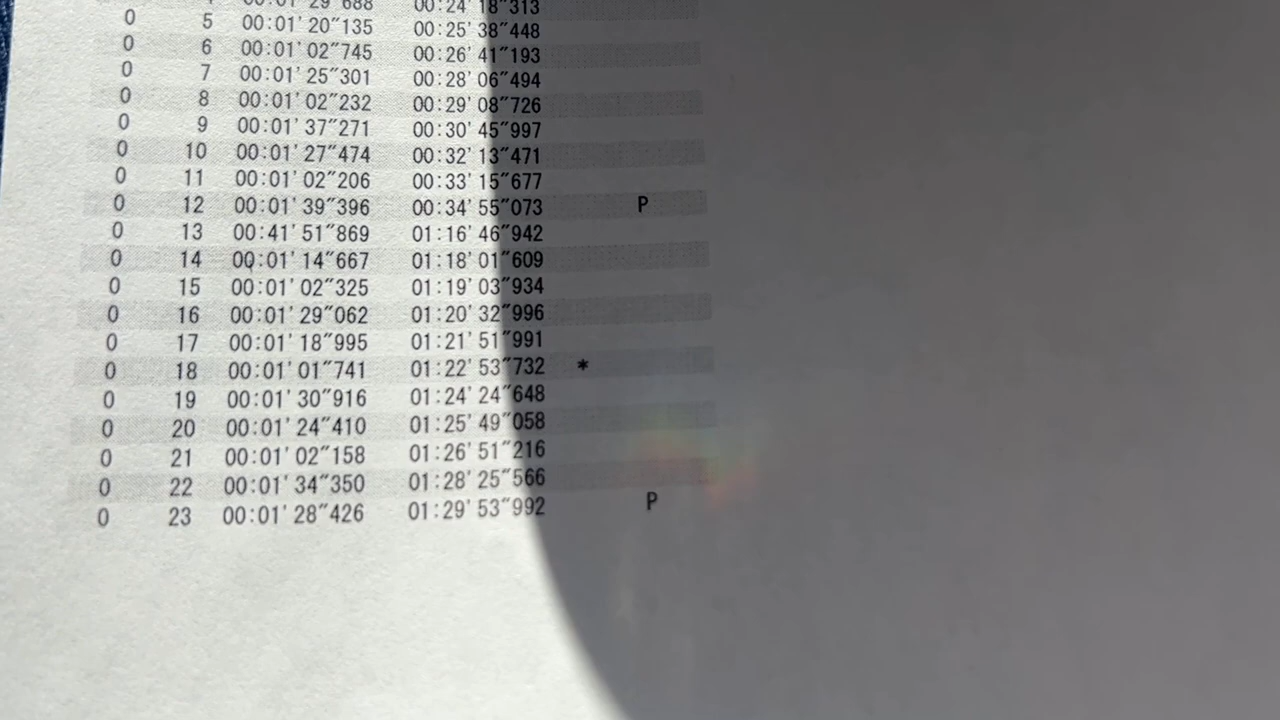 00:01'29"688 00:24'18"313
0 5 00:01'20"135 00:25'38"448
0 6 00:01'02"745 00:26'41"193
0 7 00:01'25"301 00:28'06"494
0 8 00:01'02"232 00:29'08"726
0 9 00:01'37"271 00:30'45"997
0 10 00:01'27"474 00:32'13"471
0 11 00:01'02"206 00:33'15"677
0 12 00:01'39"396 00:34'55"073 P
0 13 00:41'51"869 01:16'46"942
0 14 00:01'14"667 01:18'01"609
0 15 00:01'02"325 01:19'03"934
0 16 00:01'29"062 01:20'32"996
0 17 00:01'18"995 01:21'51"991
0 18 00:01'01"741 01:22'53"732 *
0 19 00:01'30"916 01:24'24"648
0 20 00:01'24"410 01:25'49"058
0 21 00:01'02"158 01:26'51"216
0 22 00:01'34"350 01:28'25"566
0 23 00:01'28"426 01:29'53"992 P